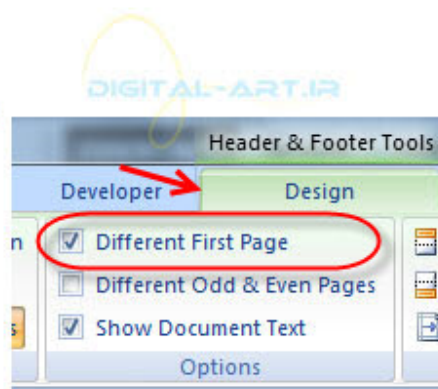 DIGITAL-ART.IR
Header & Footer Tools
Developer Design
Different First Page
Different Odd & Even Pages
Show Document Text
Options